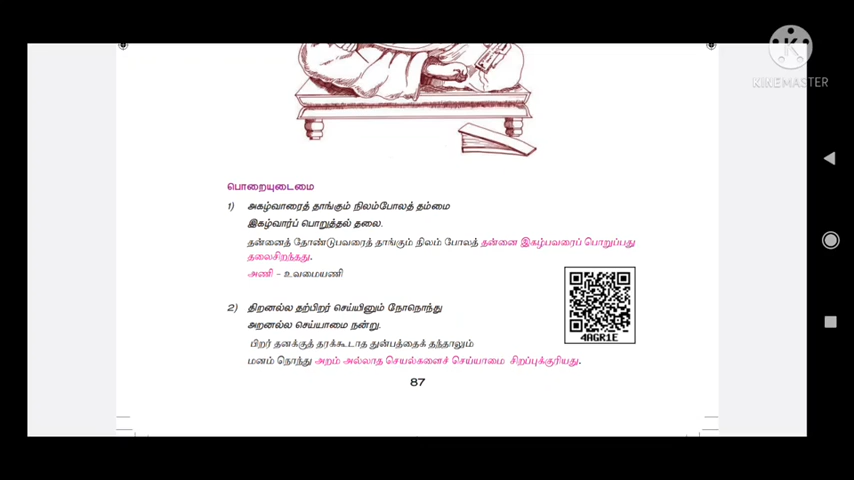 KINEMASTER
பொறையுடைமை
1) அகழ்வாரைத் தாங்கும் நிலம்போலத் தம்மை
இகழ்வார்ப் பொறுத்தல் தலை.
தன்னைத் தோண்டுபவரைத் தாங்கும் நிலம் போலத் தன்னை இகழ்பவரைப் பொறுப்பது
தலைசிறந்தது.
அணி - உவமையணி
2) திறனல்ல தற்பிறர் செய்யினும் நோநொந்து
அறனல்ல செய்யாமை நன்று.
பிறர் தனக்குத் தரக்கூடாத துன்பத்தைக் தந்தாலும்
மனம் நொந்து அறம் அல்லாத செயல்களைச் செய்யாமை சிறப்புக்குரியது.
4AGR1E
87